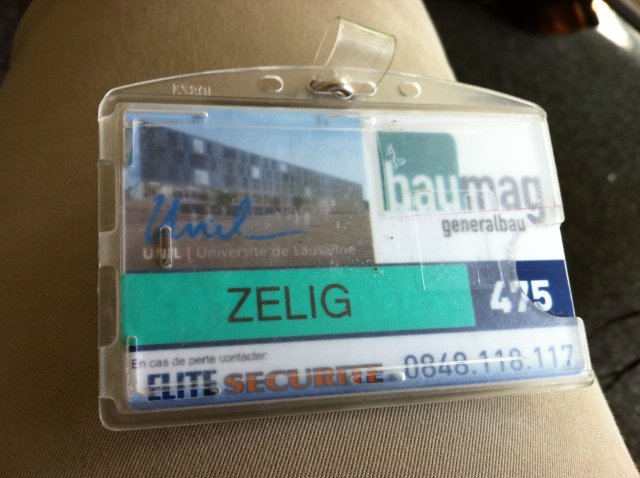 Unil
UNIL | Université de Lausanne
baumag
generalbau
ZELIG
475
En cas de perte contacter:
ELITE SECURITE 0848.118.117